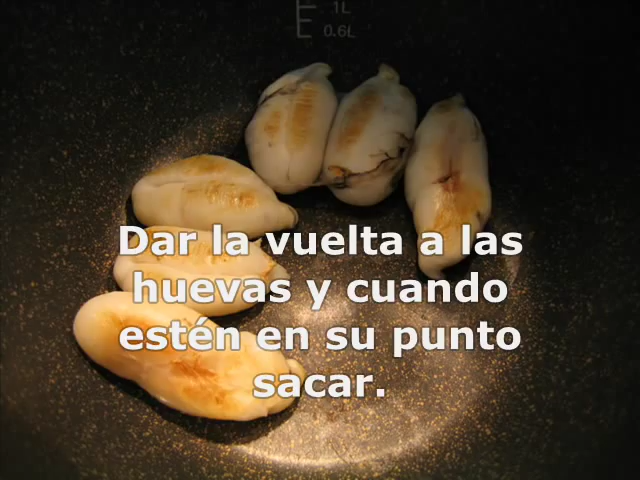 1L
0.6L
Dar la vuelta a las
huevas y cuando
estén en su punto
sacar.